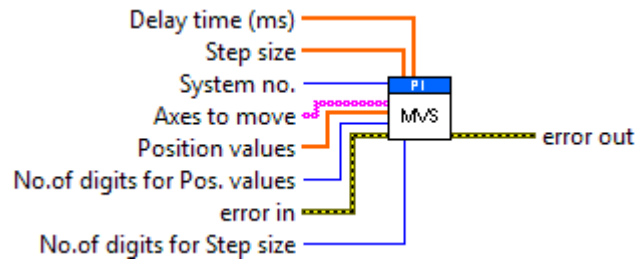 Delay time (ms)
Step size
System no.
Axes to move
Position values
No.of digits for Pos. values
error in
No.of digits for Step size
PI
MVS
error out